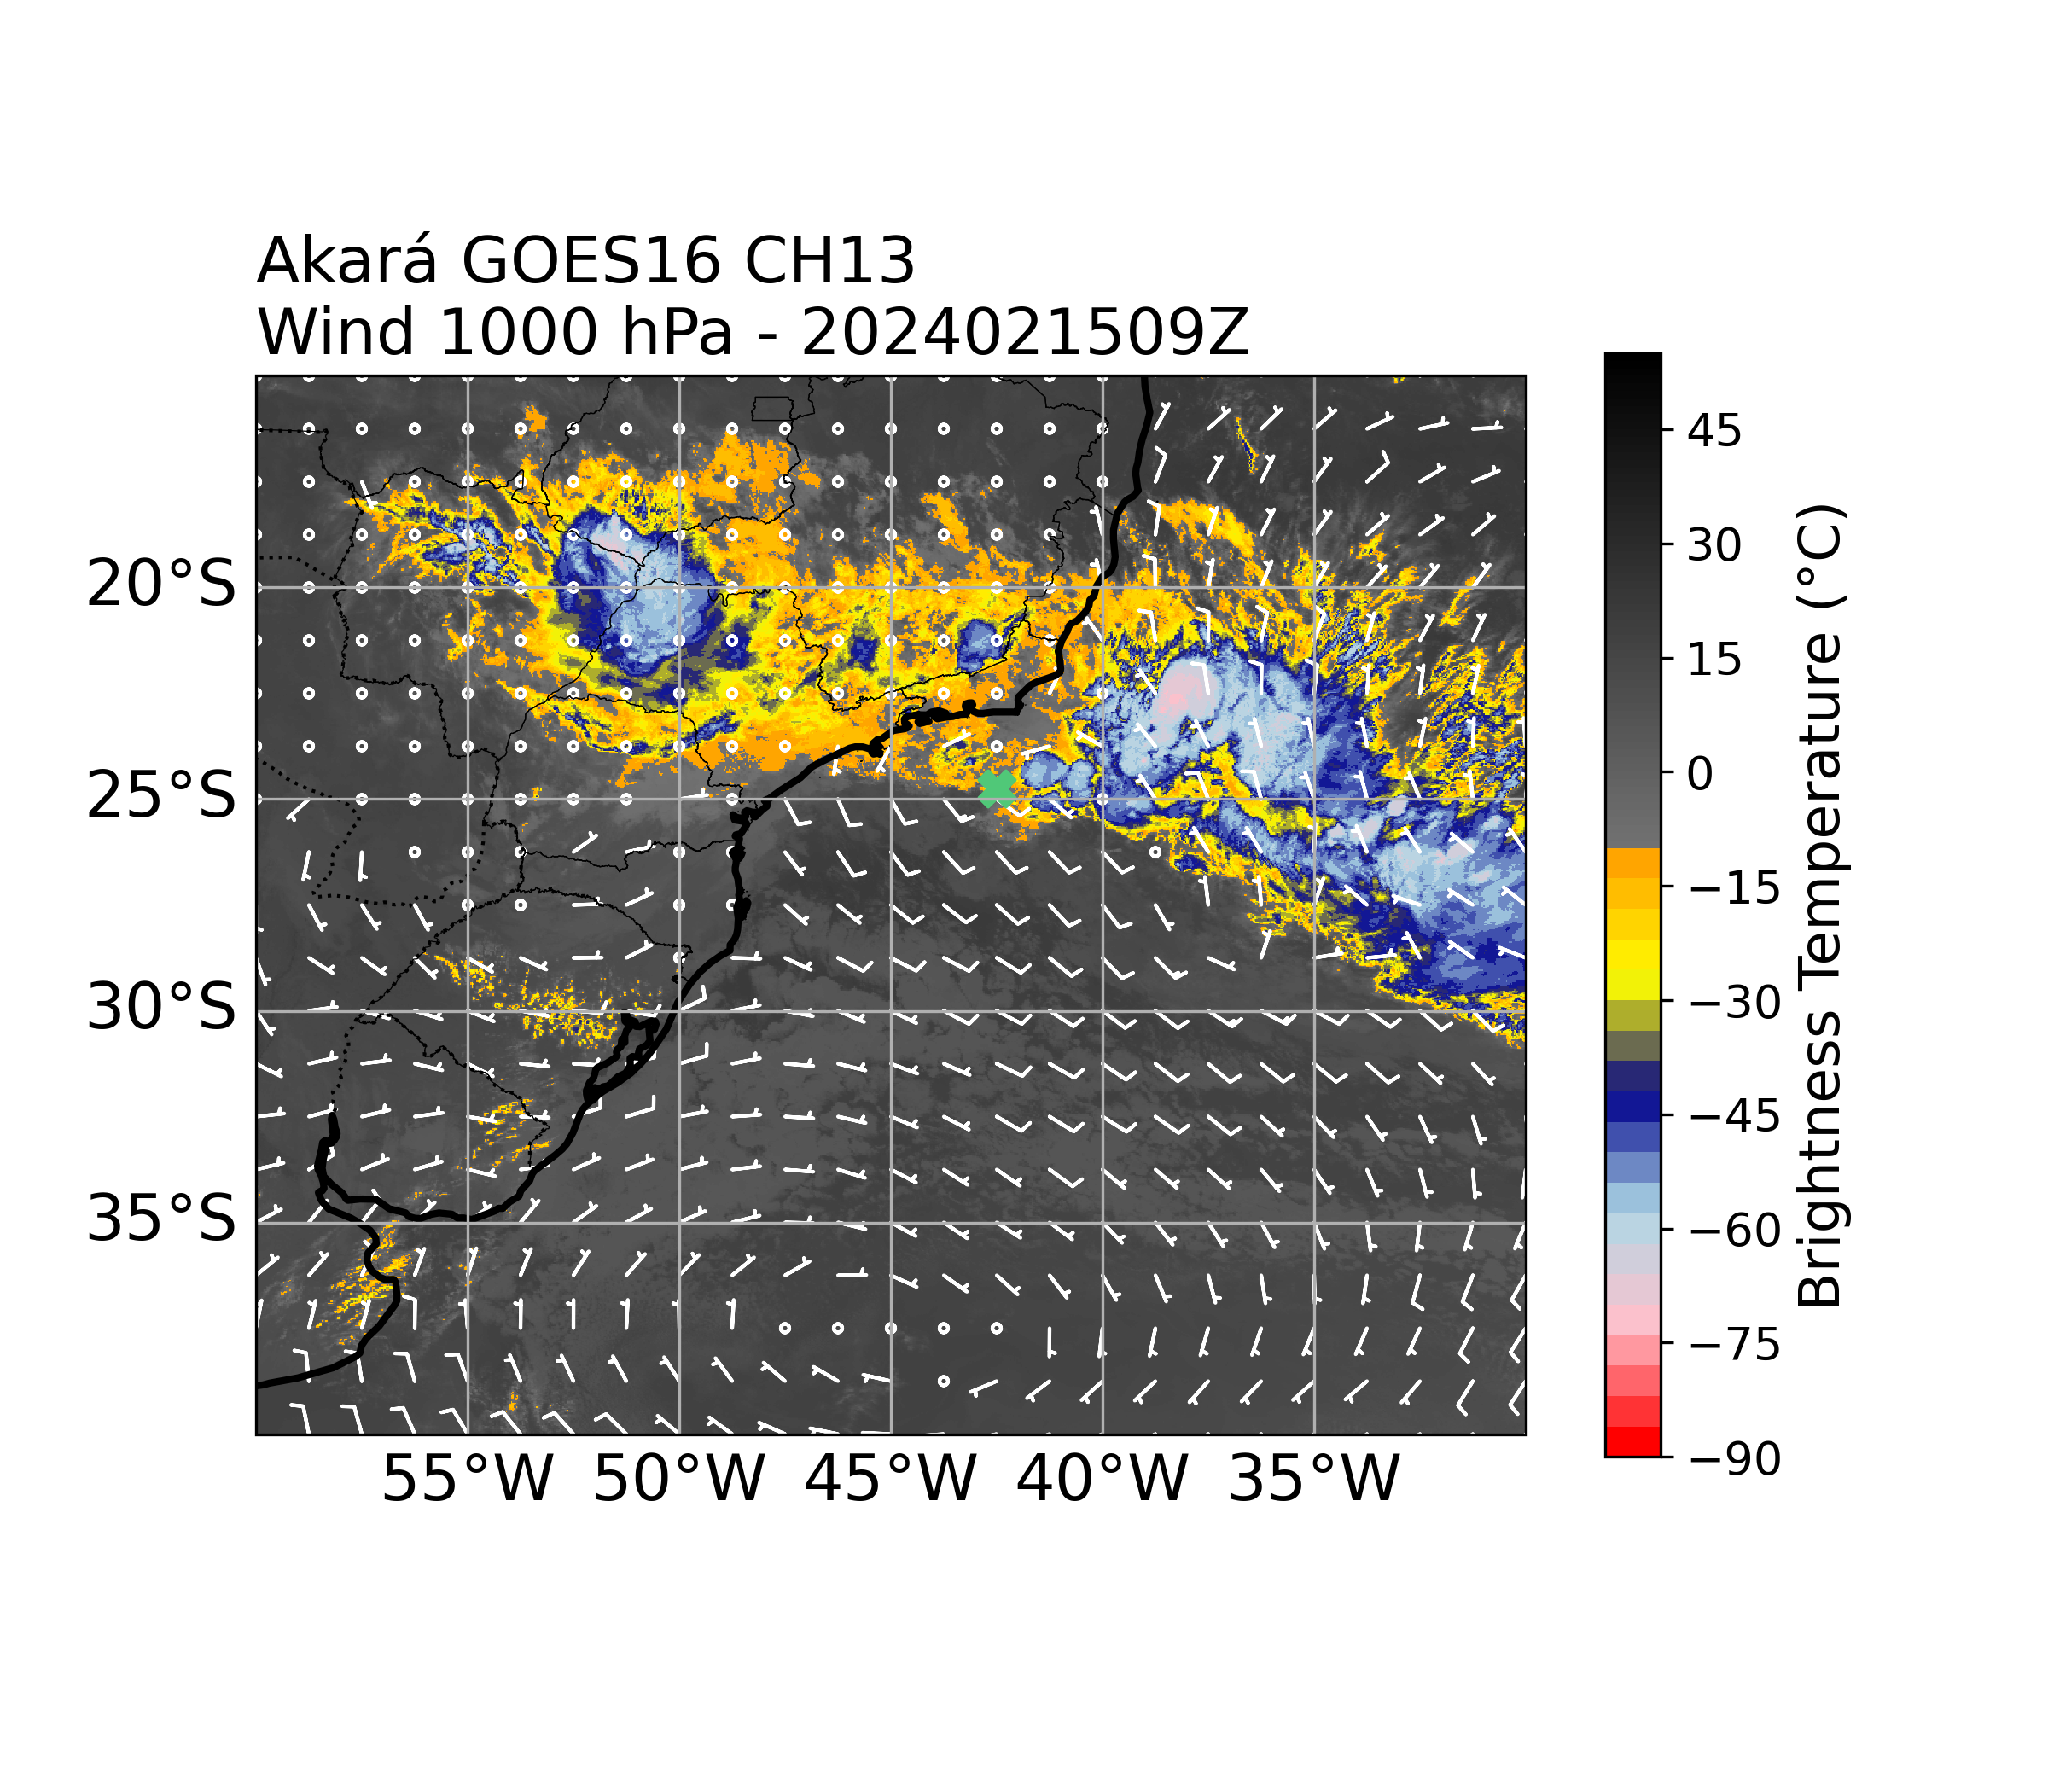 Akará GOES16 CH13
Wind 1000 hPa - 2024021509Z
20°S
25°S
30°S
35°S
55°W 50°W 45°W 40°W 35°W
45
30
15
0
−15
−30
−45
−60
−75
−90
Brightness Temperature (°C)